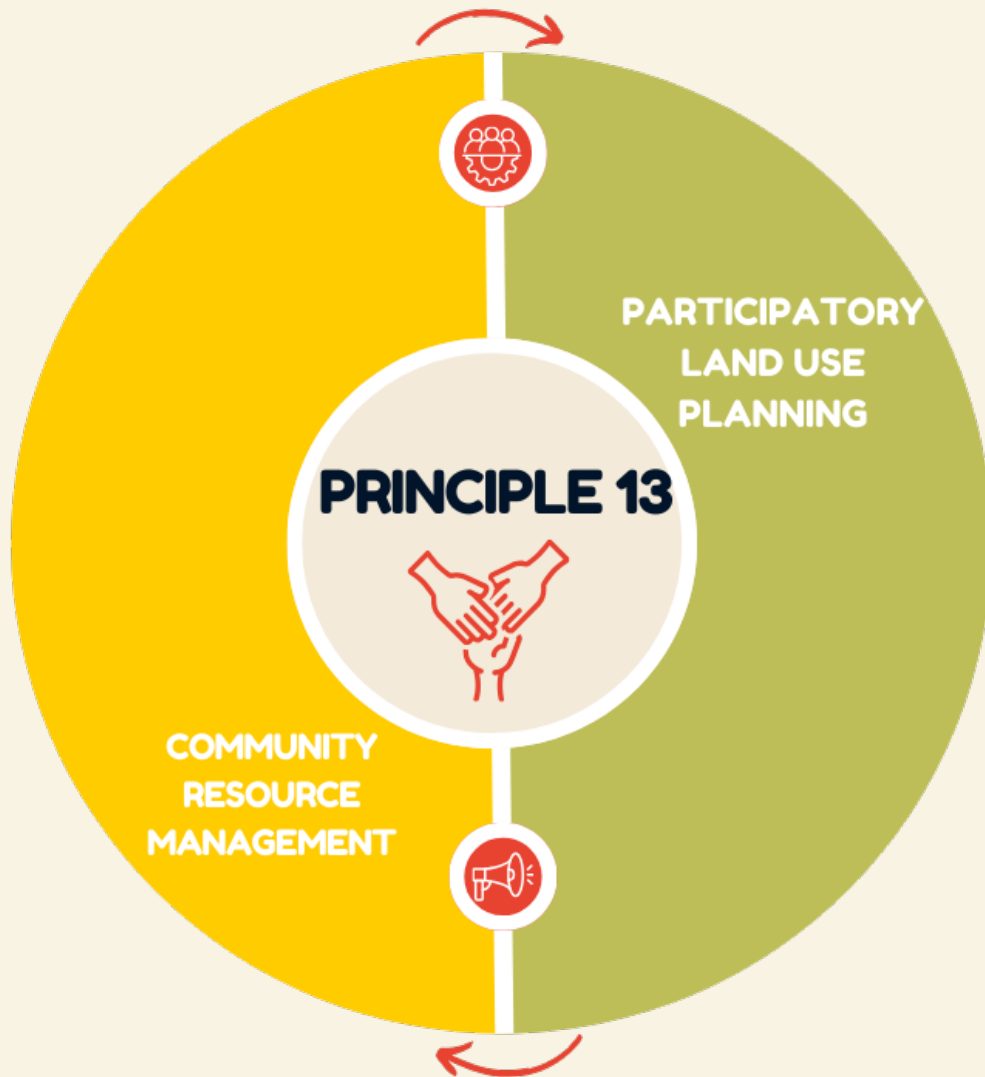 PARTICIPATORY
LAND USE
PLANNING
PRINCIPLE 13
COMMUNITY
RESOURCE
MANAGEMENT